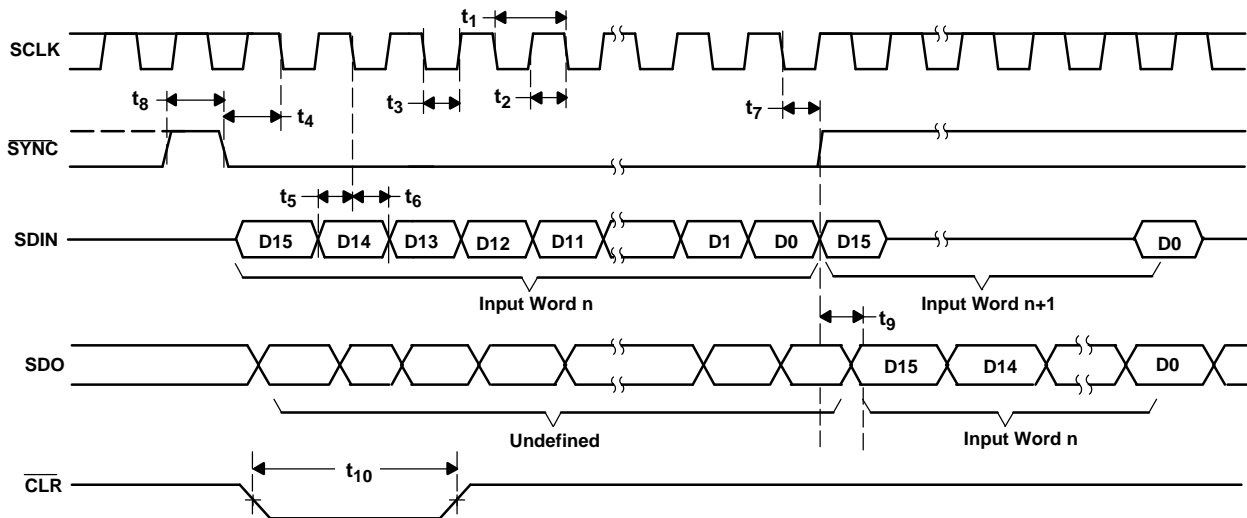 t1
SCLK
t8
t4
t3
t2
t7
SYNC
t5
t6
SDIN
D15
D14
D13
D12
D11
D1
D0
D15
D0
Input Word n
Input Word n+1
t9
SDO
D15
D14
D0
Undefined
Input Word n
t10
CLR